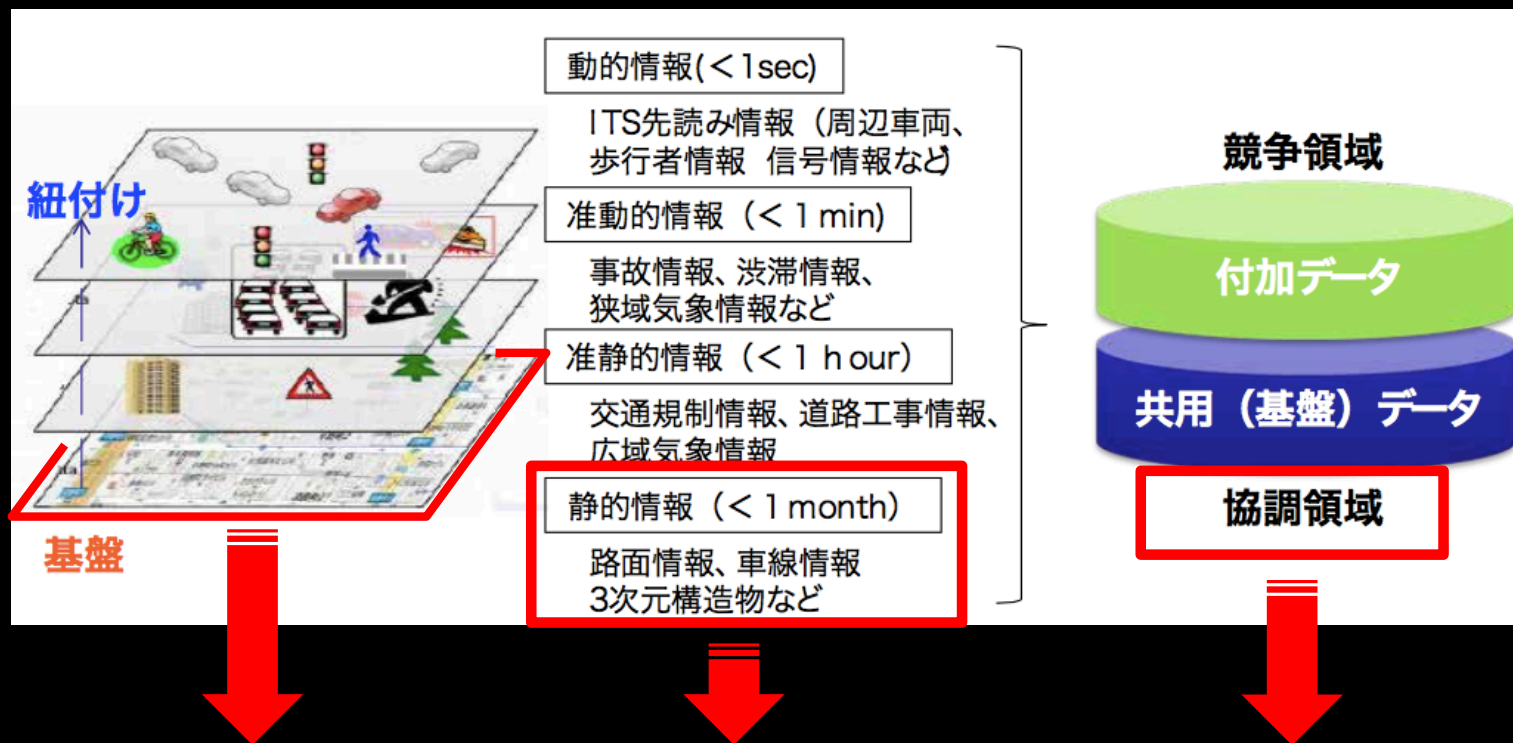 紐付け
基盤
動的情報(＜1sec)
ITS先読み情報（周辺車両、
歩行者情報 信号情報など
准動的情報（＜1 min)
事故情報、渋滞情報、
狭域気象情報など
准静的情報（＜1 hour）
交通規制情報、道路工事情報、
広域気象情報
静的情報（＜1 month）
路面情報、車線情報
3次元構造物など
競争領域
付加データ
共用（基盤）データ
協調領域